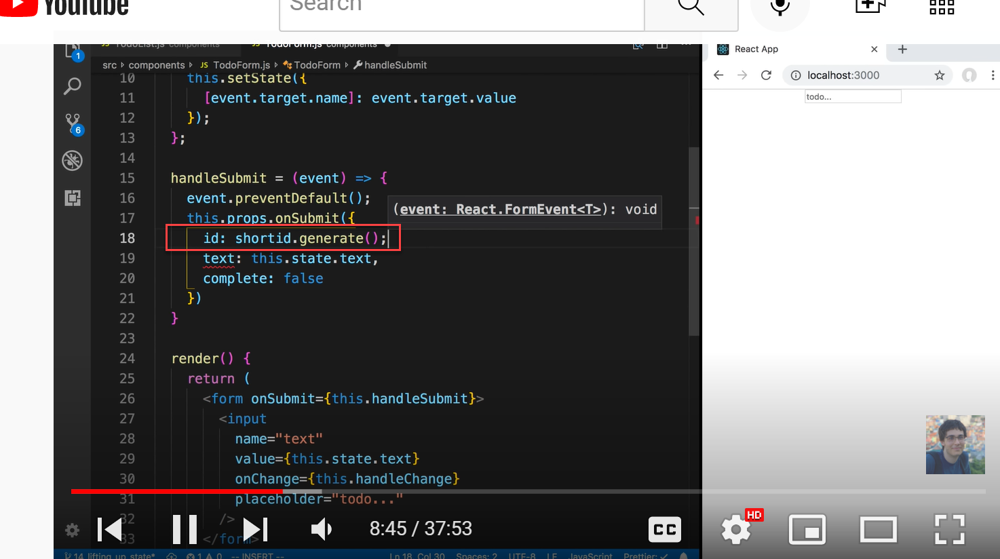 YouTube
Search
JS TodoList.js components
JS TodoForm.js components
src components JS TodoForm.js TodoForm handleSubmit
1
6
10 this.setState({
11 [event.target.name]: event.target.value
12 });
13 };
14
15 handleSubmit = (event) => {
16 event.preventDefault();
(event: React.FormEvent<T>): void
17 this.props.onSubmit({
18 id: shortid.generate();
19 text: this.state.text,
20 complete: false
21 })
22 }
23
24 render() {
25 return (
26 <form onSubmit={this.handleSubmit}>
27 <input
28 name="text"
29 value={this.state.text}
30 onChange={this.handleChange}
31 placeholder="todo..."
32 />
33 </form>
14_lifting_up_state* 1 0 -- INSERT -- Ln 18, Col 30 Spaces: 2 UTF-8 LF JavaScript Prettier: ✓
React App
localhost:3000
todo...
8:45 / 37:53
CC
HD